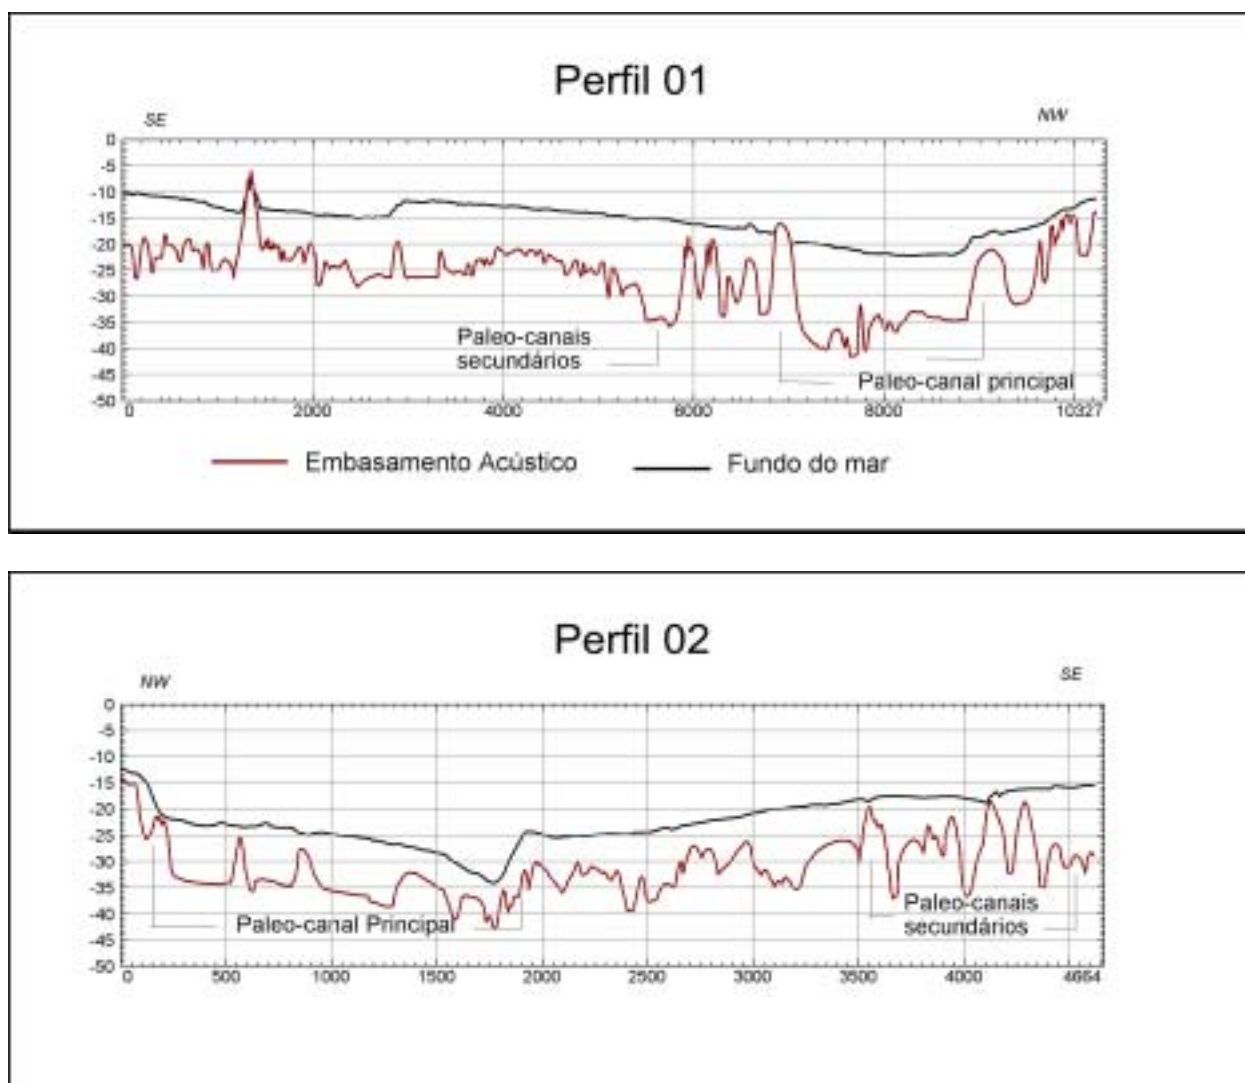 Perfil 01
SE
NW
0
-5
-10
-15
-20
-25
-30
-35
-40
-45
-50
Paleo-canais
secundários
Paleo-canal principal
0 2000 4000 6000 8000 10327
Embasamento Acústico Fundo do mar
Perfil 02
NW
SE
0
-5
-10
-15
-20
-25
-30
-35
-40
-45
-50
Paleo-canal Principal
Paleo-canais
secundários
0 500 1000 1500 2000 2500 3000 3500 4000 4664